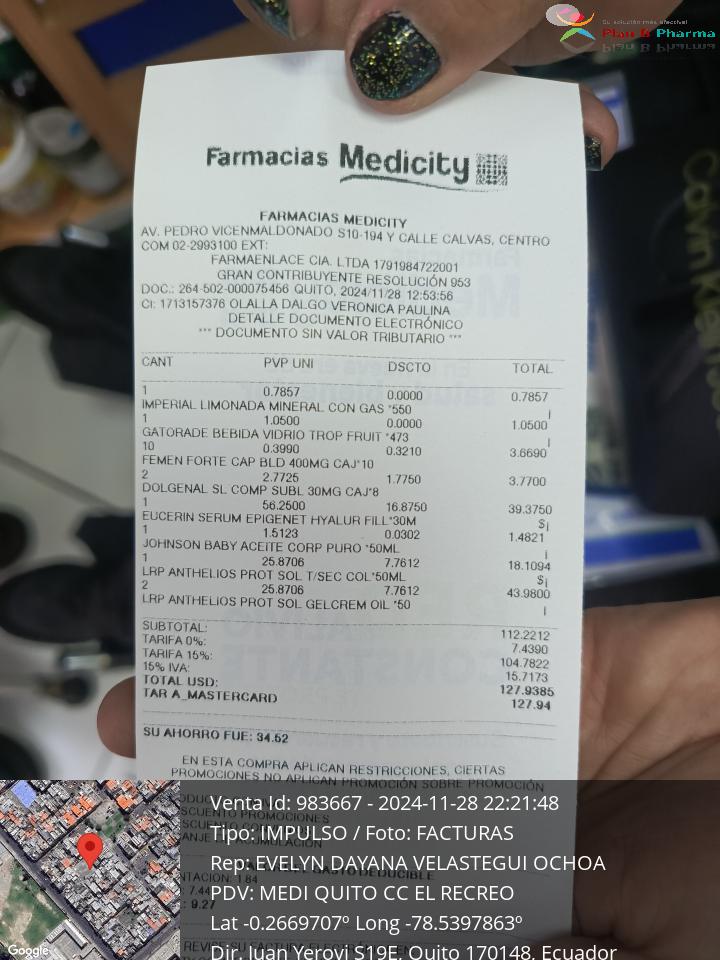 Su solución más efectiva!
Plan B Pharma
Farmacias Medicity
FARMACIAS MEDICITY
AV. PEDRO VICENMALDONADO S10-194 Y CALLE CALVAS, CENTRO
COM 02-2993100 EXT:
FARMAENLACE CIA. LTDA 1791984722001
GRAN CONTRIBUYENTE RESOLUCIÓN 953
DOC.: 264-502-000075456 QUITO, 2024/11/28 12:53:56
CI: 1713157376 OLALLA DALGO VERONICA PAULINA
DETALLE DOCUMENTO ELECTRÓNICO
*** DOCUMENTO SIN VALOR TRIBUTARIO ***
CANT PVP UNI DSCTO TOTAL
1 0.7857 0.0000 0.7857
IMPERIAL LIMONADA MINERAL CON GAS *550 |
1 1.0500 0.0000 1.0500
GATORADE BEBIDA VIDRIO TROP FRUIT *473 |
10 0.3990 0.3210 3.6690
FEMEN FORTE CAP BLD 400MG CAJ*10
2 2.7725 1.7750 3.7700
DOLGENAL SL COMP SUBL 30MG CAJ*8
1 56.2500 16.8750 39.3750
EUCERIN SERUM EPIGENET HYALUR FILL*30M $¡
1 1.5123 0.0302 1.4821
JOHNSON BABY ACEITE CORP PURO *50ML |
1 25.8706 7.7612 18.1094
LRP ANTHELIOS PROT SOL T/SEC COL*50ML $¡
2 25.8706 7.7612 43.9800
LRP ANTHELIOS PROT SOL GELCREM OIL *50 |
SUBTOTAL: 112.2212
TARIFA 0%: 7.4390
TARIFA 15%: 104.7822
15% IVA: 15.7173
TOTAL USD: 127.9385
TAR A_MASTERCARD 127.94
SU AHORRO FUE: 34.52
EN ESTA COMPRA APLICAN RESTRICCIONES, CIERTAS
PROMOCIONES NO APLICAN PROMOCIÓN SOBRE PROMOCIÓN
Venta Id: 983667 - 2024-11-28 22:21:48
Tipo: IMPULSO / Foto: FACTURAS
Rep: EVELYN DAYANA VELASTEGUI OCHOA
PDV: MEDI QUITO CC EL RECREO
Lat -0.2669707º Long -78.5397863º
Dir. Juan Yerovi S19E, Quito 170148, Ecuador
Google
Calvin Klein